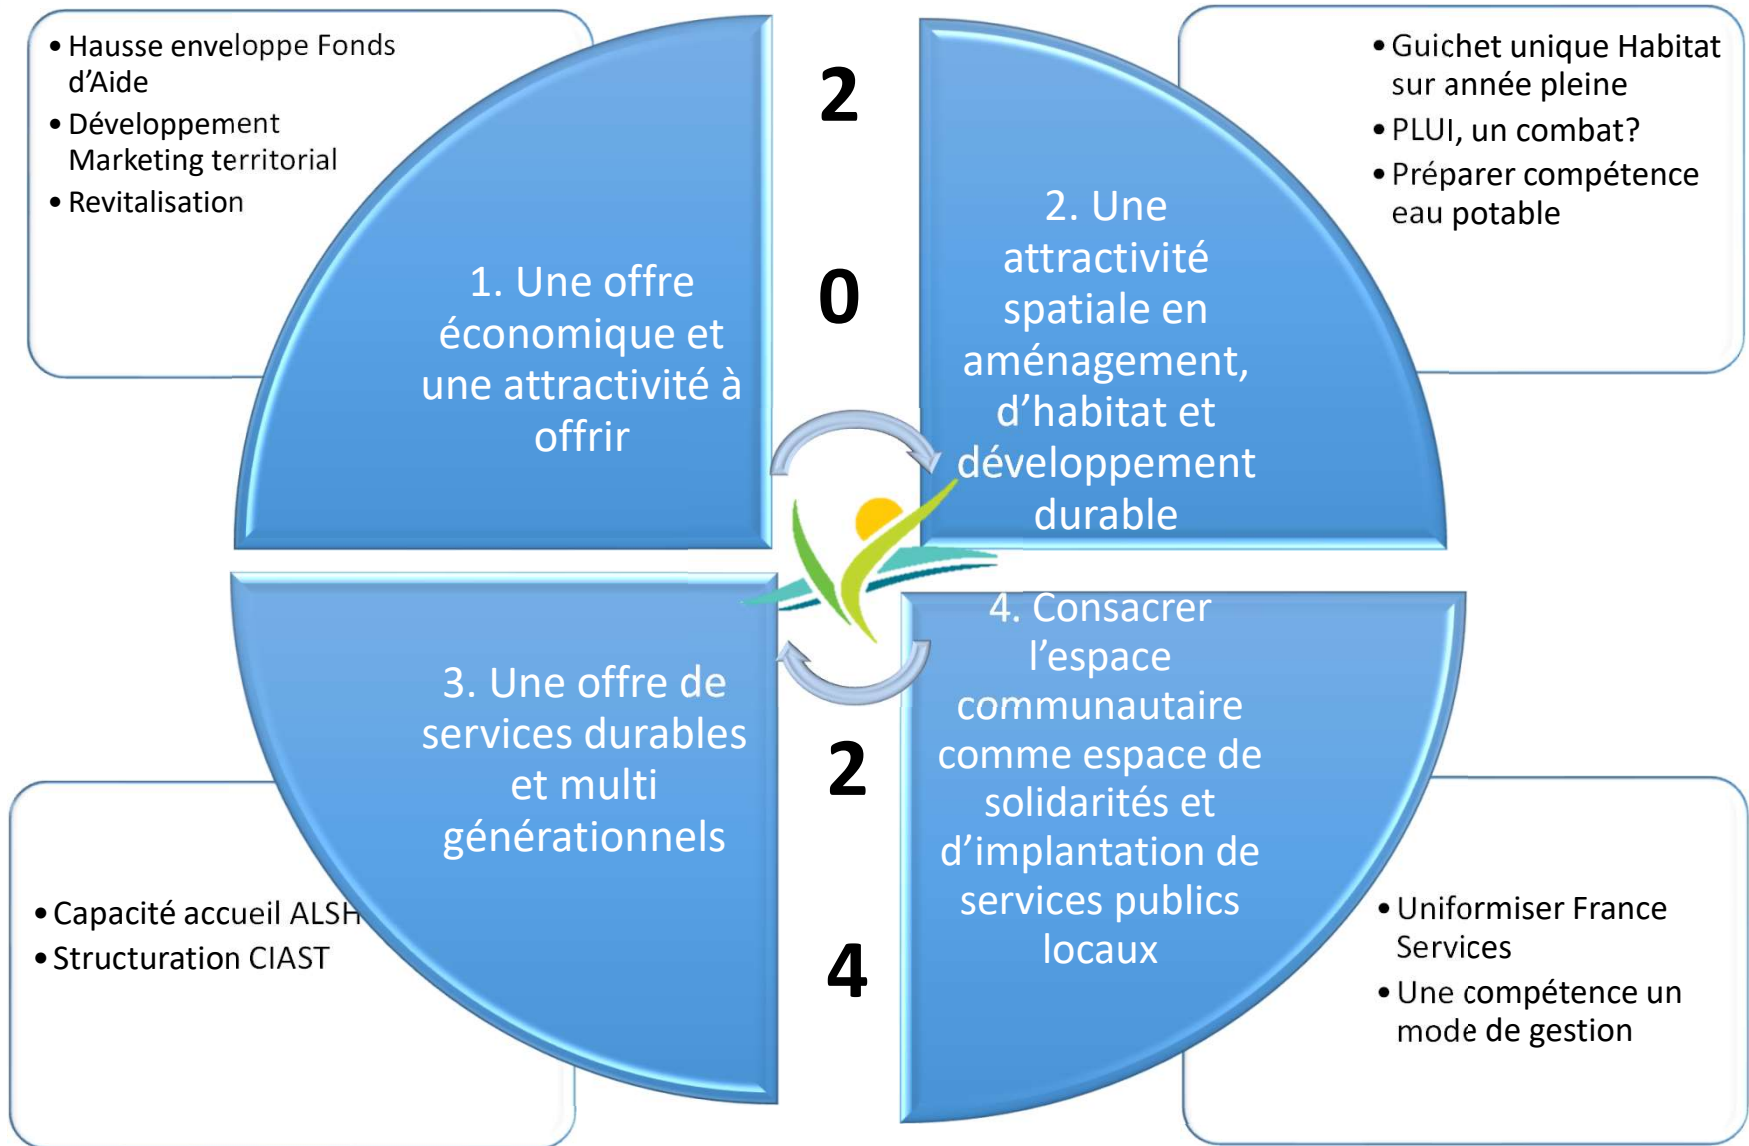 • Hausse enveloppe Fonds
d'Aide
• Développement
Marketing territorial
• Revitalisation
1. Une offre
économique et
une attractivité à
offrir
2
0
2
4
2. Une
attractivité
spatiale en
aménagement,
d'habitat et
développement
durable
• Guichet unique Habitat
sur année pleine
• PLUI, un combat?
• Préparer compétence
eau potable
3. Une offre de
services durables
et multi
générationnels
• Capacité accueil ALSH
• Structuration CIAST
4. Consacrer
l'espace
communautaire
comme espace de
solidarités et
d'implantation de
services publics
locaux
• Uniformiser France
Services
• Une compétence un
mode de gestion